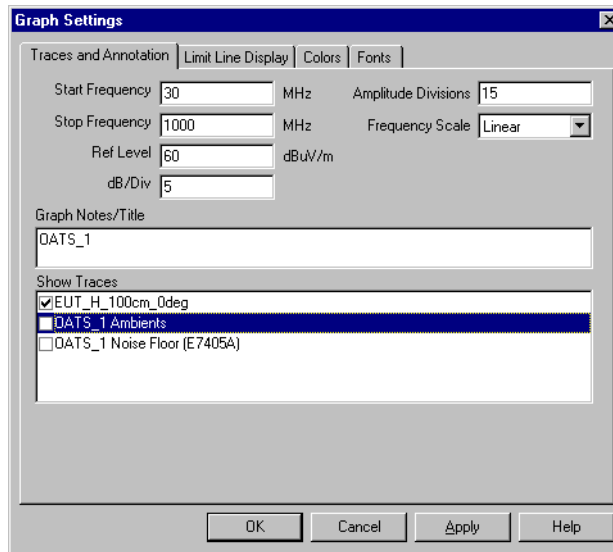 Graph Settings
Traces and Annotation Limit Line Display Colors Fonts
Start Frequency 30 MHz Amplitude Divisions 15
Stop Frequency 1000 MHz Frequency Scale Linear
Ref Level 60 dBuV/m
dB/Div 5
Graph Notes/Title
OATS_1
Show Traces
EUT_H_100cm_0deg
OATS_1 Ambients
OATS_1 Noise Floor (E7405A)
OK Cancel Apply Help